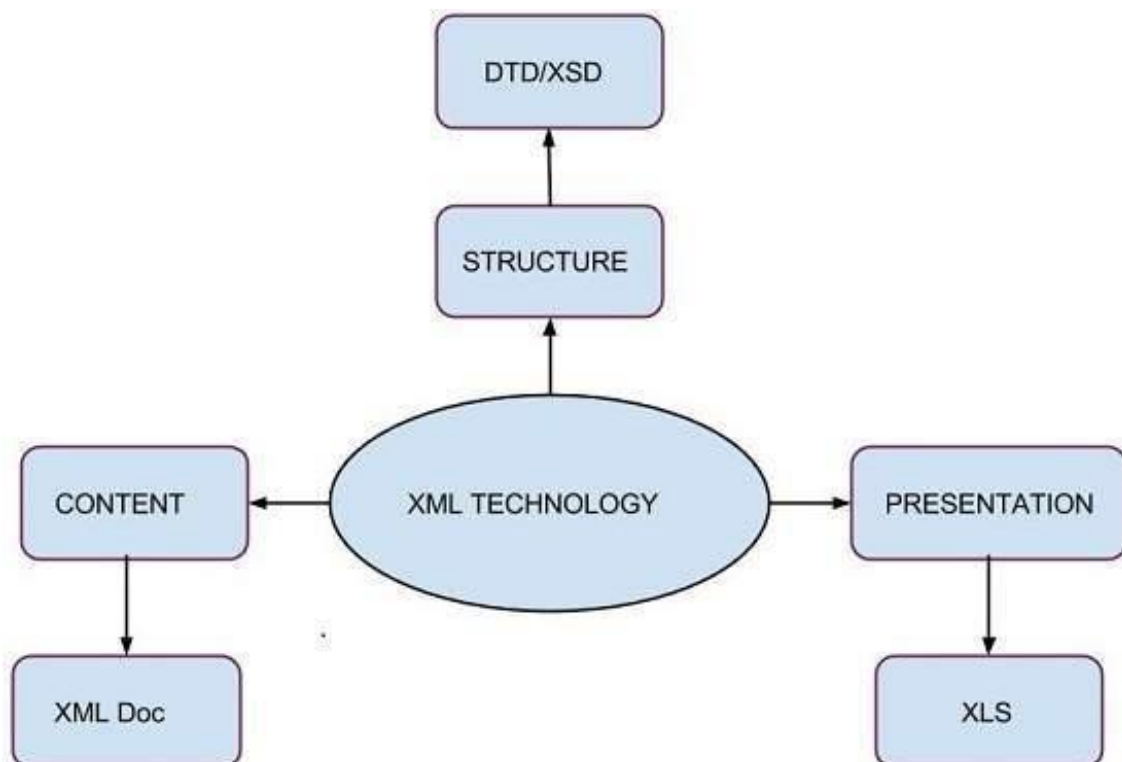 DTD/XSD
STRUCTURE
CONTENT
XML TECHNOLOGY
PRESENTATION
XML Doc
XLS